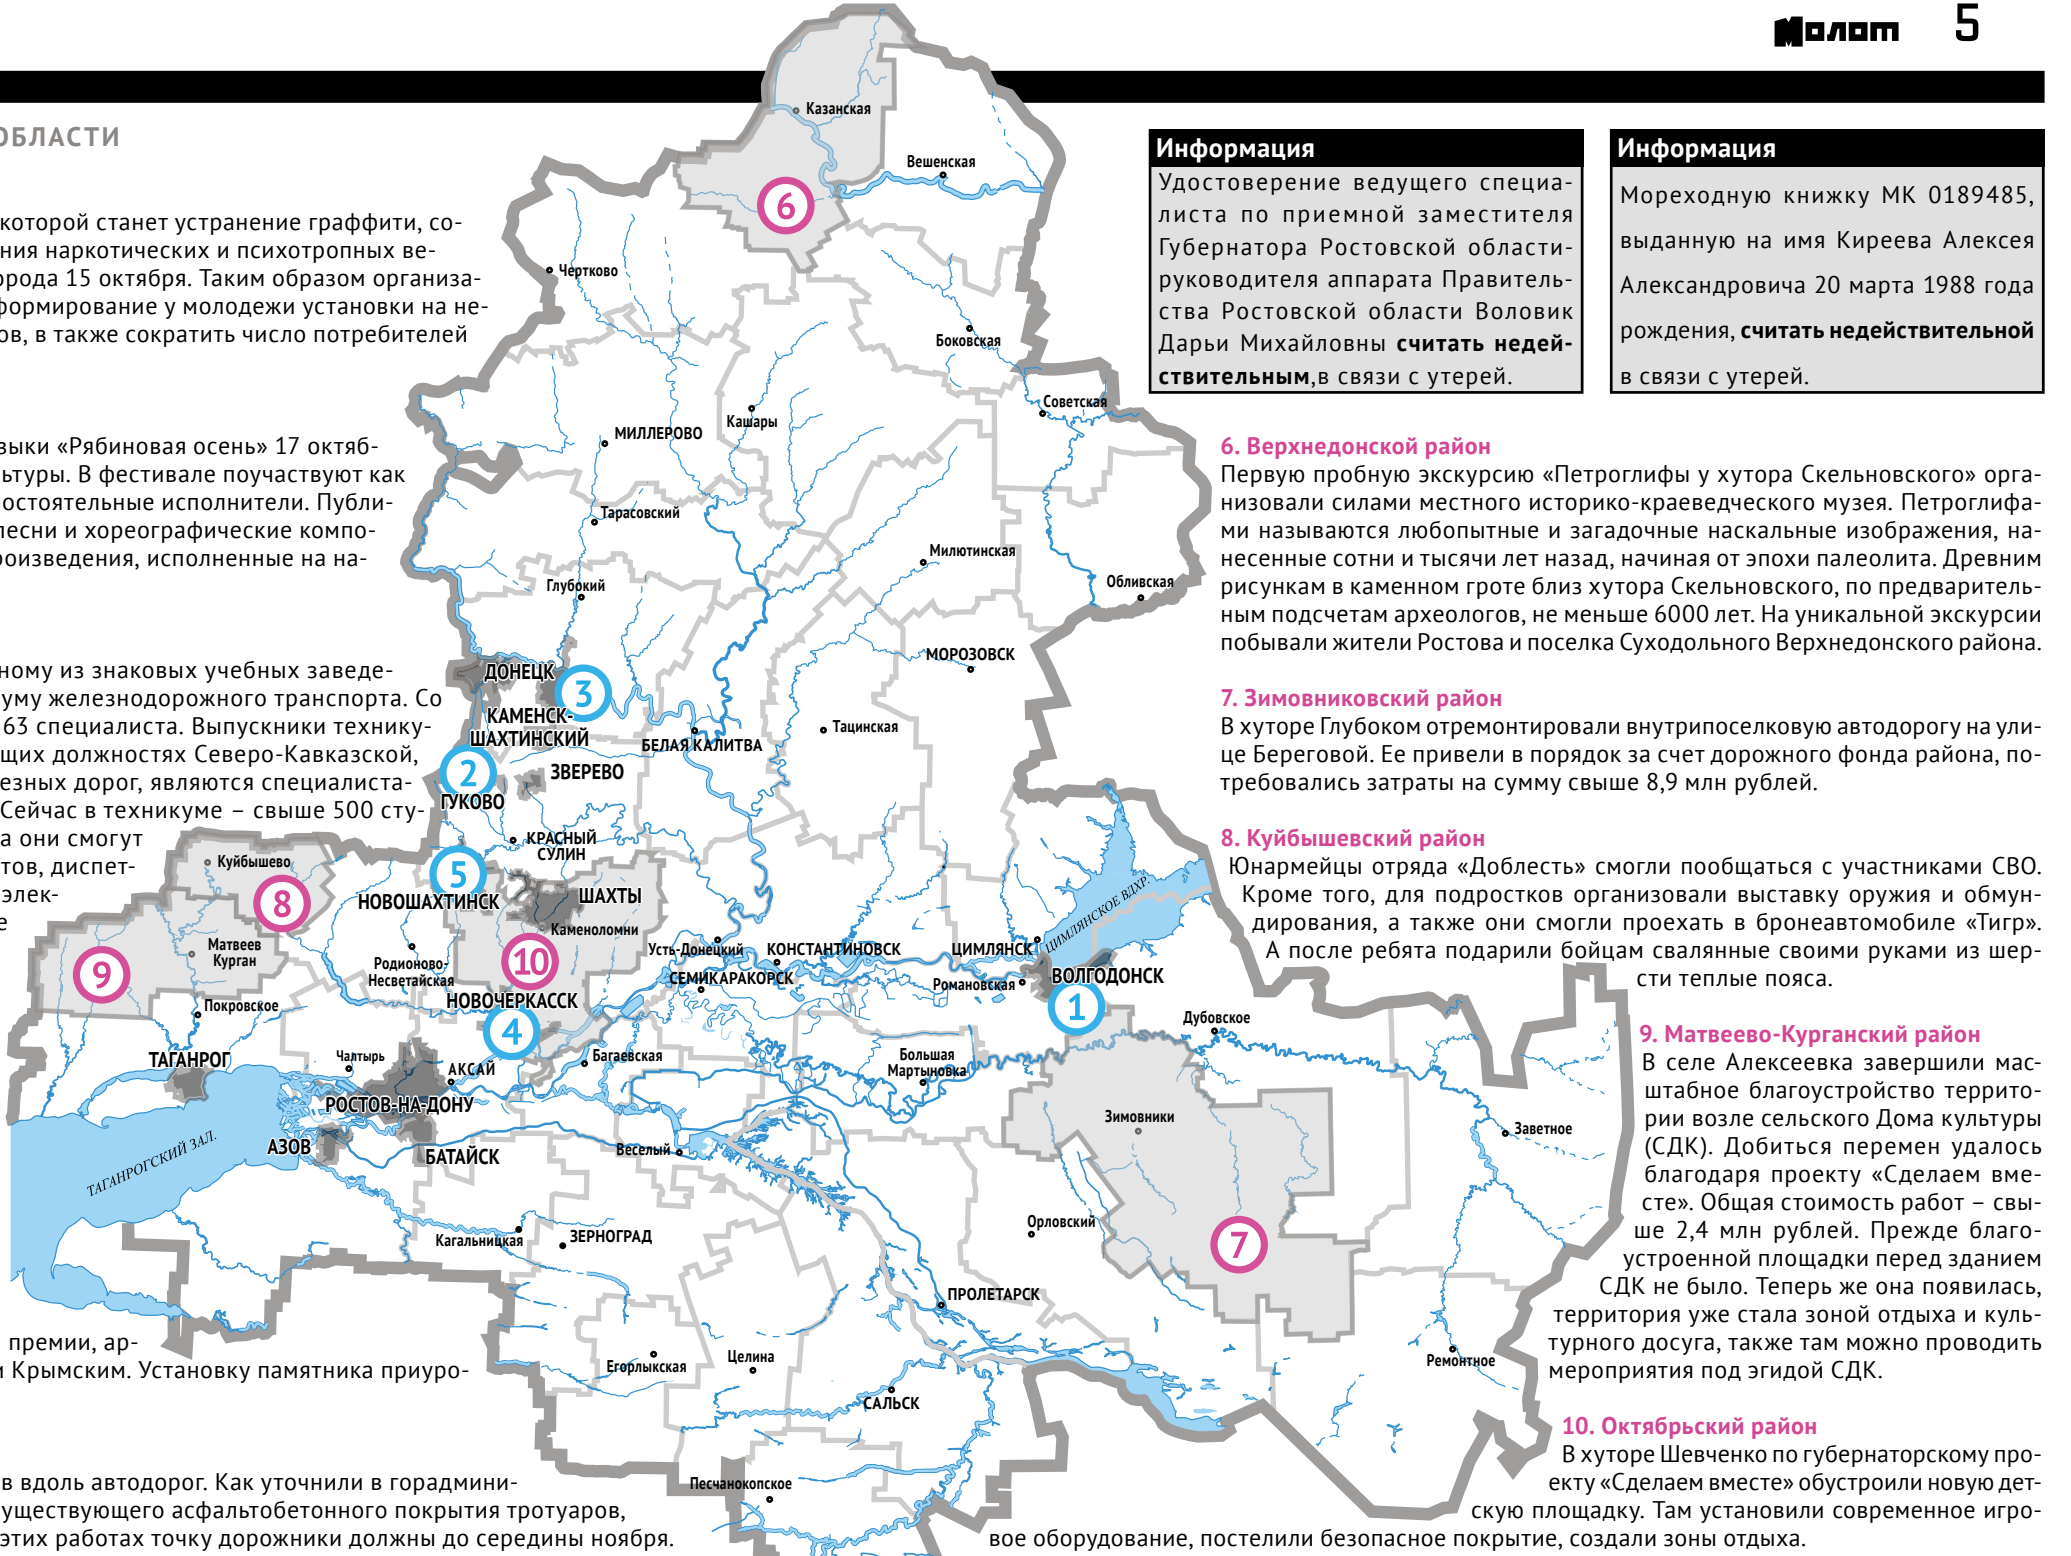 Молот 5
ОБЛАСТИ
которой станет устранение граффити, со-
ния наркотических и психотропных ве-
орода 15 октября. Таким образом организа-
формирование у молодежи установки на не-
ов, в также сократить число потребителей
зыки «Рябиновая осень» 17 октяб-
ьтуры. В фестивале поучаствуют как
остоятельные исполнители. Публи-
песни и хореографические компо-
роизведения, исполненные на на-
ному из знаковых учебных заведе-
уму железнодорожного транспорта. Со
63 специалиста. Выпускники технику-
щих должностях Северо-Кавказской,
езных дорог, являются специалиста-
Сейчас в техникуме – свыше 500 сту-
а они смогут
тов, диспет-
элек-
е
премии, ар-
и Крымским. Установку памятника приуро-
в вдоль автодорог. Как уточнили в горадмини-
уществующего асфальтобетонного покрытия тротуаров,
этих работах точку дорожники должны до середины ноября.
Казанская
Вешенская
6
Чертково
Боковская
Советская
Кашары
МИЛЛЕРОВО
Тарасовский
Милютинская
Обливская
Глубокий
МОРОЗОВСК
ДОНЕЦК
3
КАМЕНСК-
ШАХТИНСКИЙ
Тацинская
БЕЛАЯ КАЛИТВА
2
ЗВЕРЕВО
ГУКОВО
КРАСНЫЙ
СУЛИН
Куйбышево
5
8
НОВОШАХТИНСК
ШАХТЫ
ЦИМЛЯНСКОЕ ВДХР.
Каменоломни
Матвеев
Курган
9
Родионово-
Несветайская
10
Усть-Донецкий
КОНСТАНТИНОВСК
ЦИМЛЯНСК
СЕМИКАРАКОРСК
Романовская
ВОЛГОДОНСК
1
Покровское
НОВОЧЕРКАССК
4
Дубовское
ТАГАНРОГ
Чалтырь
АКСАЙ
Багаевская
Большая
Мартыновка
РОСТОВ-НА-ДОНУ
Зимовники
Заветное
ТАГАНРОГСКИЙ ЗАЛ.
АЗОВ
БАТАЙСК
Веселый
Кагальницкая
ЗЕРНОГРАД
Орловский
7
ПРОЛЕТАРСК
Егорлыкская
Целина
Ремонтное
САЛЬСК
Песчанокопское
Информация
Удостоверение ведущего специа-
листа по приемной заместителя
Губернатора Ростовской области-
руководителя аппарата Правитель-
ства Ростовской области Воловик
Дарьи Михайловны считать недей-
ствительным,в связи с утерей.
Информация
Мореходную книжку МК 0189485,
выданную на имя Киреева Алексея
Александровича 20 марта 1988 года
рождения, считать недействительной
в связи с утерей.
6. Верхнедонской район
Первую пробную экскурсию «Петроглифы у хутора Скельновского» орга-
низовали силами местного историко-краеведческого музея. Петроглифа-
ми называются любопытные и загадочные наскальные изображения, на-
несенные сотни и тысячи лет назад, начиная от эпохи палеолита. Древним
рисункам в каменном гроте близ хутора Скельновского, по предваритель-
ным подсчетам археологов, не меньше 6000 лет. На уникальной экскурсии
побывали жители Ростова и поселка Суходольного Верхнедонского района.
7. Зимовниковский район
В хуторе Глубоком отремонтировали внутрипоселковую автодорогу на ули-
це Береговой. Ее привели в порядок за счет дорожного фонда района, по-
требовались затраты на сумму свыше 8,9 млн рублей.
8. Куйбышевский район
Юнармейцы отряда «Доблесть» смогли пообщаться с участниками СВО.
Кроме того, для подростков организовали выставку оружия и обмун-
дирования, а также они смогли проехать в бронеавтомобиле «Тигр».
А после ребята подарили бойцам свалянные своими руками из шер-
сти теплые пояса.
9. Матвеево-Курганский район
В селе Алексеевка завершили мас-
штабное благоустройство террито-
рии возле сельского Дома культуры
(СДК). Добиться перемен удалось
благодаря проекту «Сделаем вме-
сте». Общая стоимость работ – свы-
ше 2,4 млн рублей. Прежде благо-
устроенной площадки перед зданием
СДК не было. Теперь же она появилась,
территория уже стала зоной отдыха и куль-
турного досуга, также там можно проводить
мероприятия под эгидой СДК.
10. Октябрьский район
В хуторе Шевченко по губернаторскому про-
екту «Сделаем вместе» обустроили новую дет-
скую площадку. Там установили современное игро-
вое оборудование, постелили безопасное покрытие, создали зоны отдыха.